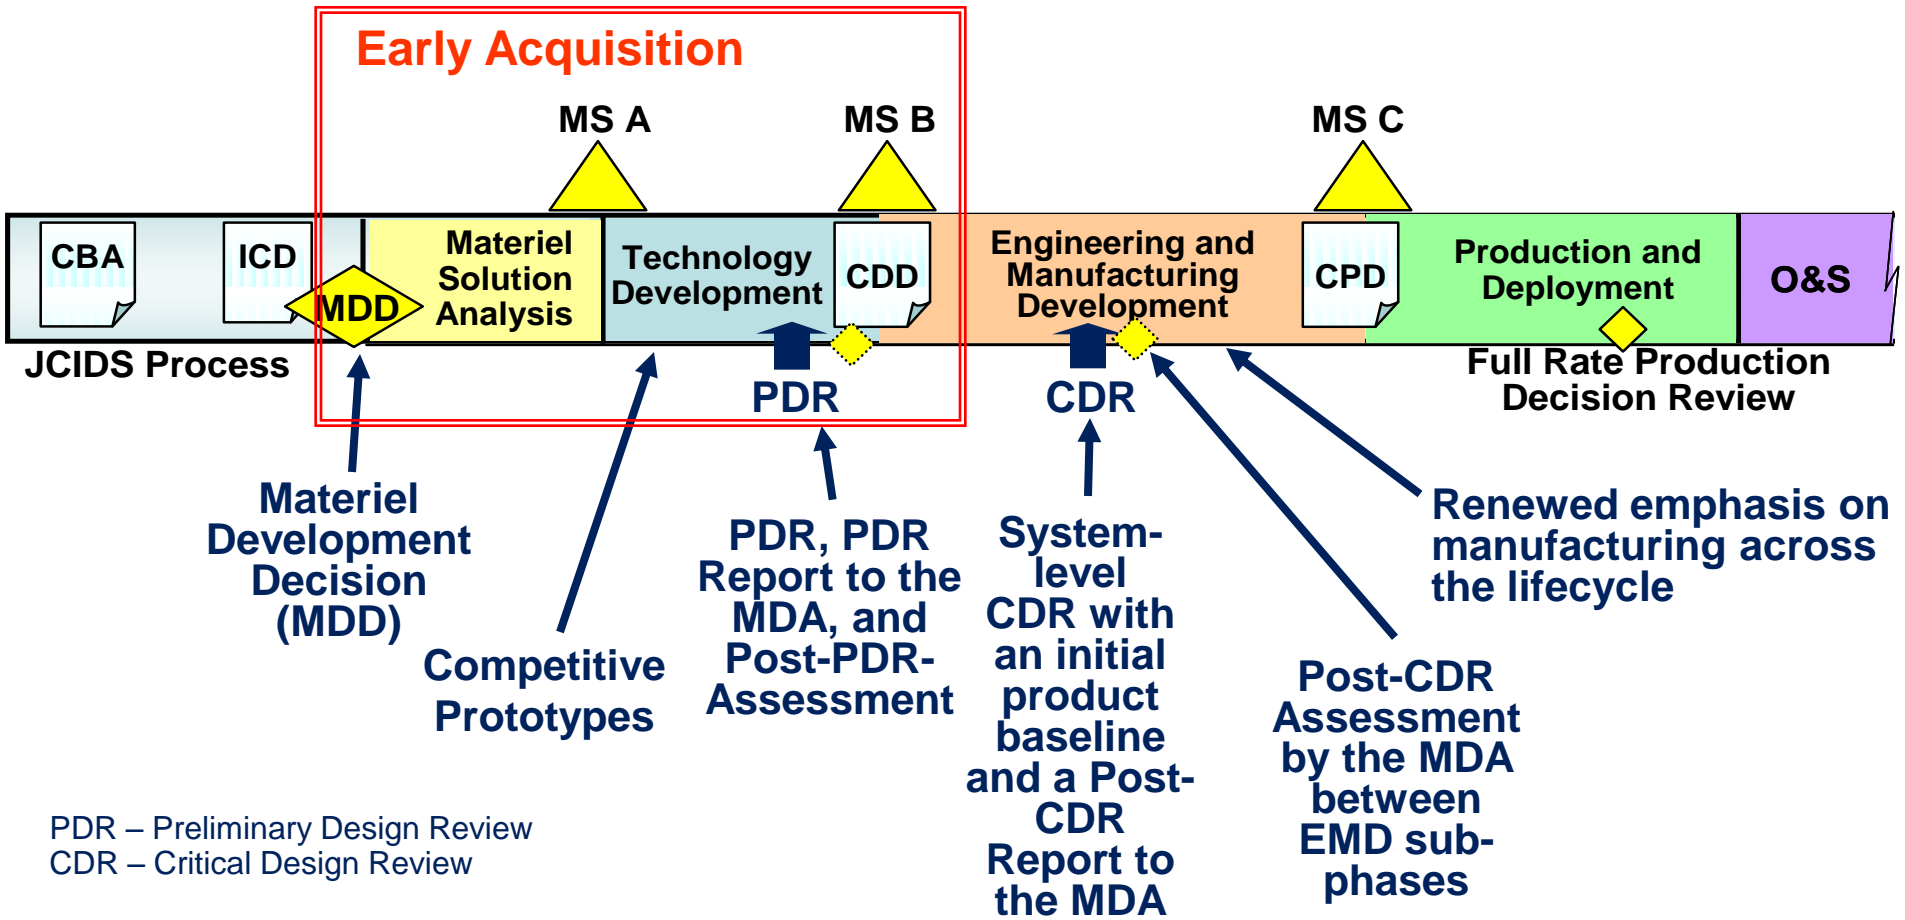 Early Acquisition
MS A
MS B
MS C
CBA
ICD
MDD
Materiel
Solution
Analysis
Technology
Development
CDD
Engineering and
Manufacturing
Development
CPD
Production and
Deployment
O&S
JCIDS Process
PDR
CDR
Full Rate Production
Decision Review
Materiel
Development
Decision
(MDD)
Competitive
Prototypes
PDR, PDR
Report to the
MDA, and
Post-PDR-
Assessment
System-
level
CDR with
an initial
product
baseline
and a Post-
CDR
Report to
the MDA
Post-CDR
Assessment
by the MDA
between
EMD sub-
phases
Renewed emphasis on
manufacturing across
the lifecycle
PDR – Preliminary Design Review
CDR – Critical Design Review